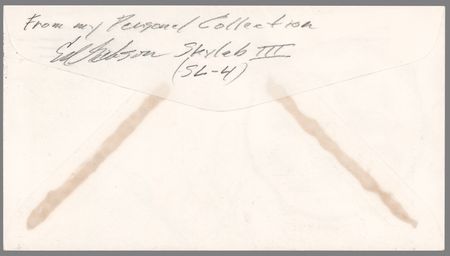 From my Personal Collection
Ed Gibson Skylab III
(SL-4)